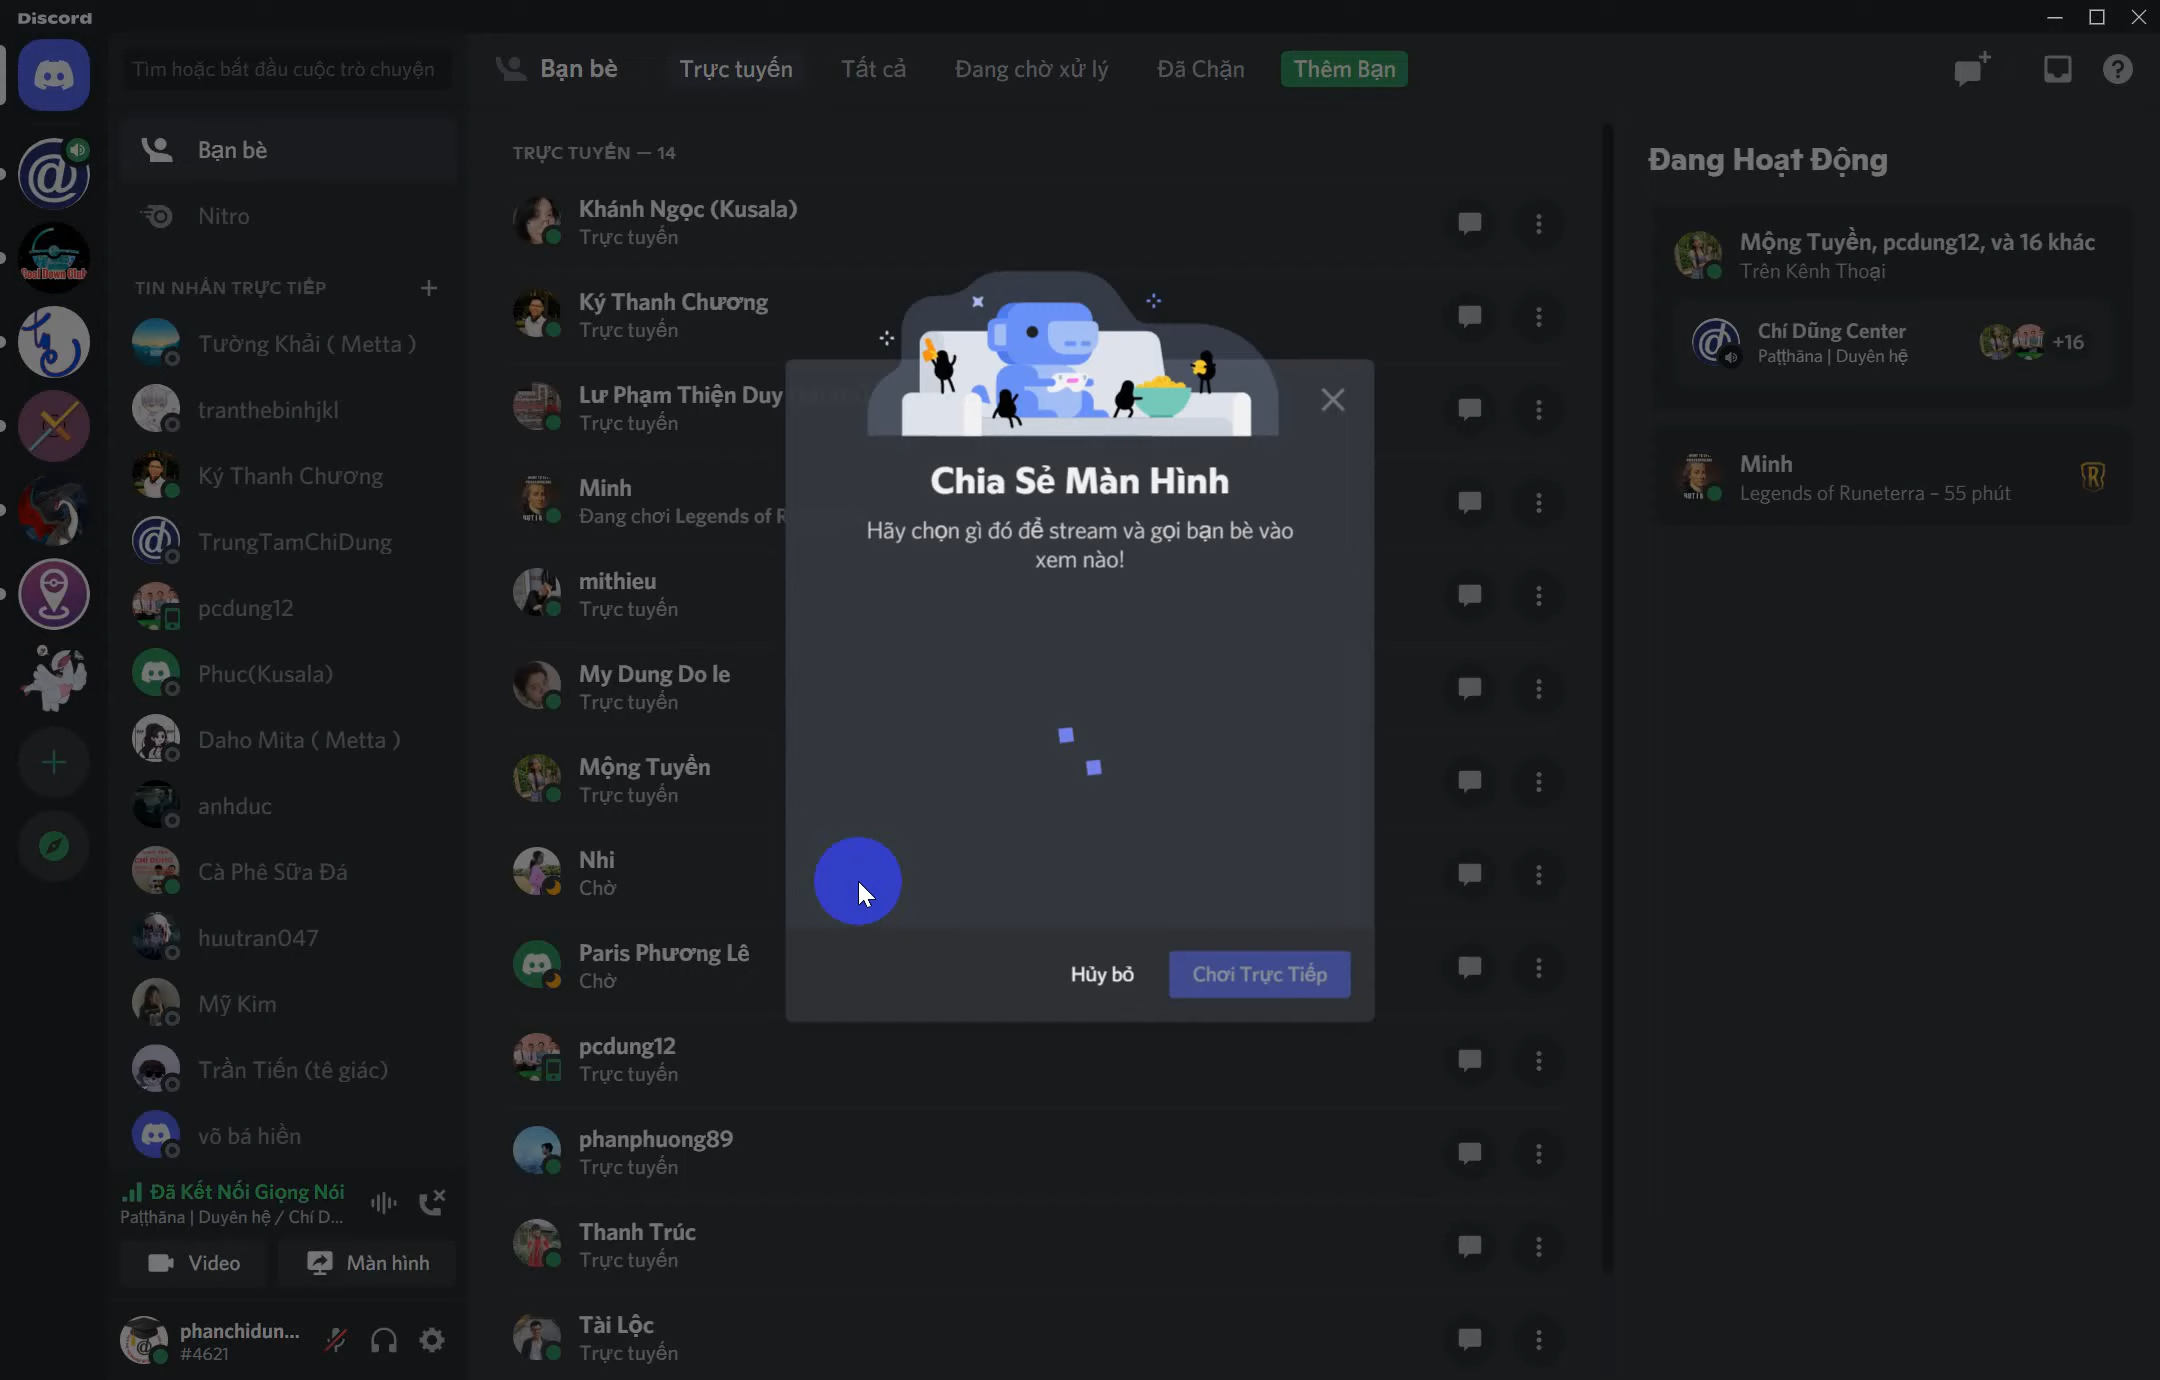 Discord
Tìm hoặc bắt đầu cuộc trò chuyện
Bạn bè
Trực tuyến
Tất cả
Đang chờ xử lý
Đã Chặn
Thêm Bạn
Bạn bè
Nitro
TIN NHẮN TRỰC TIẾP
Tường Khải ( Metta )
tranthebinhjkl
Ký Thanh Chương
TrungTamChiDung
pcdung12
Phuc(Kusala)
Daho Mita ( Metta )
anhduc
Cà Phê Sữa Đá
huutran047
Mỹ Kim
Trần Tiến (tê giác)
võ bá hiền
Đã Kết Nối Giọng Nói
Paṭṭhāna | Duyên hệ / Chí D...
Video
Màn hình
phanchidun...
#4621
TRỰC TUYẾN — 14
Khánh Ngọc (Kusala)
Trực tuyến
Ký Thanh Chương
Trực tuyến
Lư Phạm Thiện Duy
Trực tuyến
Minh
Đang chơi Legends of R
mithieu
Trực tuyến
My Dung Do le
Trực tuyến
Mộng Tuyền
Trực tuyến
Nhi
Chờ
Paris Phương Lê
Chờ
pcdung12
Trực tuyến
phanphuong89
Trực tuyến
Thanh Trúc
Trực tuyến
Tài Lộc
Trực tuyến
Chia Sẻ Màn Hình
Hãy chọn gì đó để stream và gọi bạn bè vào
xem nào!
Hủy bỏ
Chơi Trực Tiếp
Đang Hoạt Động
Mộng Tuyền, pcdung12, và 16 khác
Trên Kênh Thoại
Chí Dũng Center
Paṭṭhāna | Duyên hệ
+16
Minh
Legends of Runeterra – 55 phút